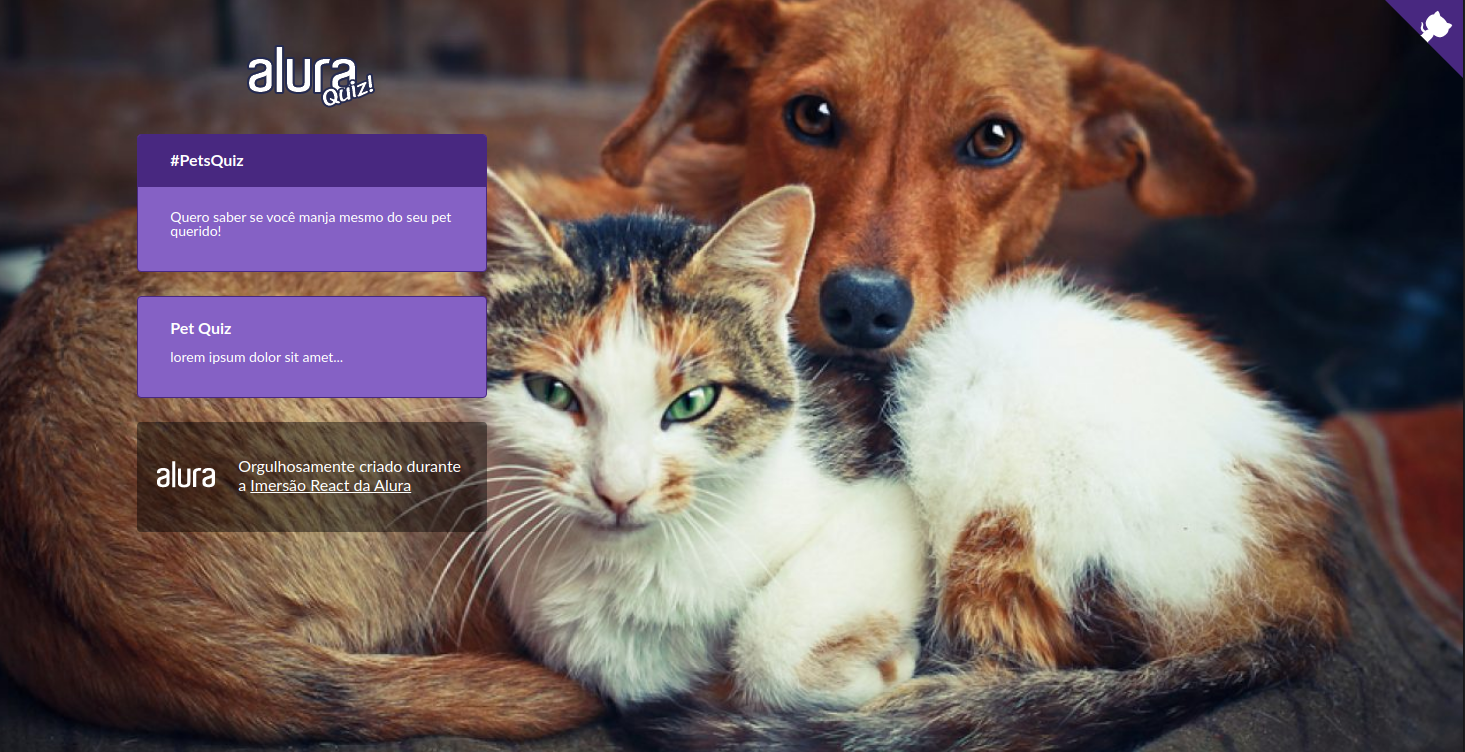 alura
Quiz!
#PetsQuiz
Quero saber se você manja mesmo do seu pet
querido!
Pet Quiz
lorem ipsum dolor sit amet...
alura
Orgulhosamente criado durante
a Imersão React da Alura